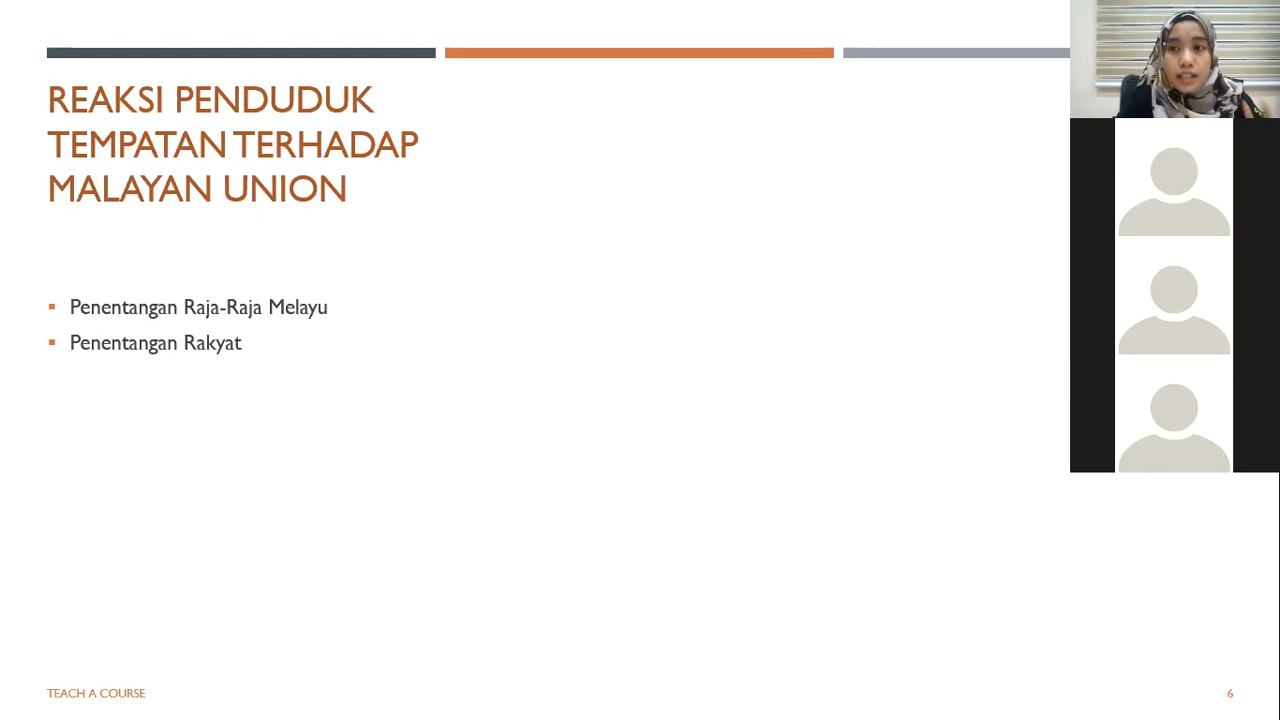 REAKSI PENDUDUK
TEMPATAN TERHADAP
MALAYAN UNION
Penentangan Raja-Raja Melayu
Penentangan Rakyat
TEACH A COURSE
6